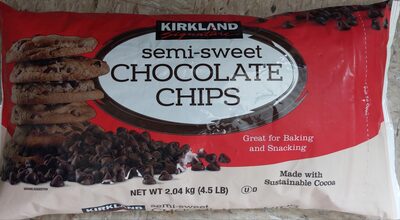 KIRKLAND
Signature
semi-sweet
CHOCOLATE
CHIPS
Great for Baking
and Snacking
Made with
Sustainable Cocoa
NET WT 2.04 kg (4.5 LB)
U D
KIRKLAND
semi-sweet